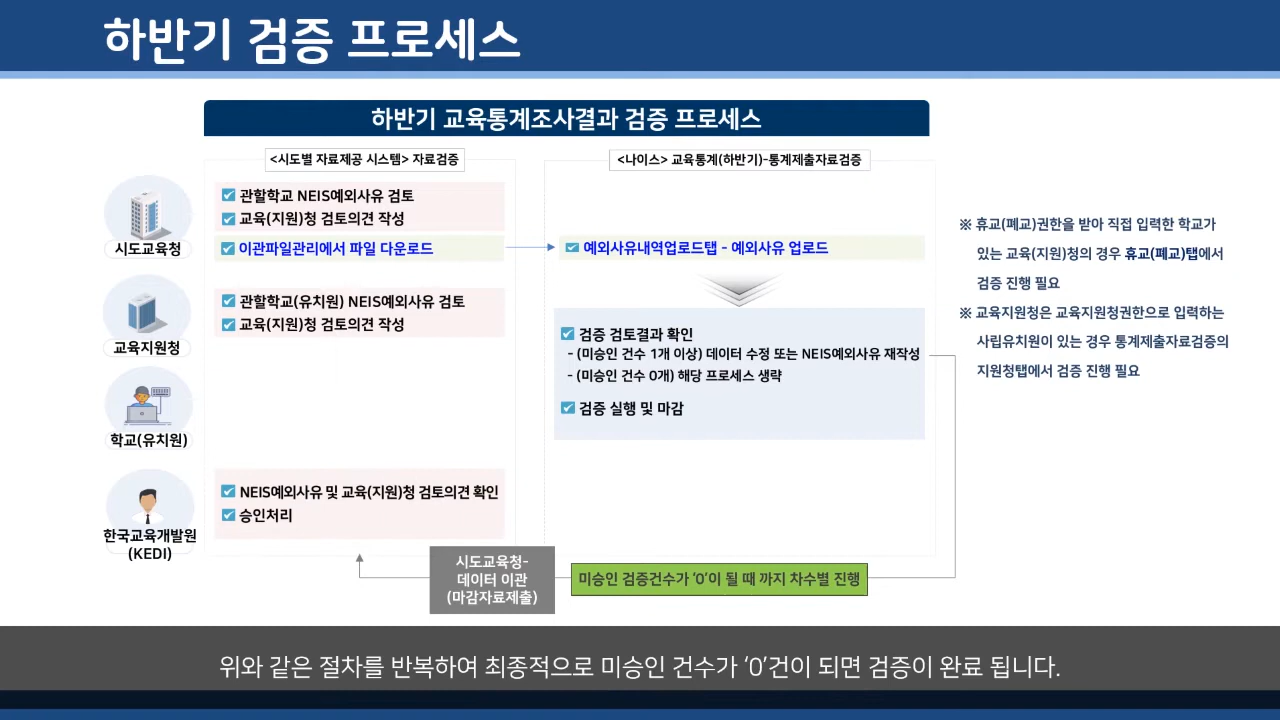 하반기 검증 프로세스
하반기 교육통계조사결과 검증 프로세스
<시도별 자료제공 시스템> 자료검증
<나이스> 교육통계(하반기)-통계제출자료검증
시도교육청
관할학교 NEIS예외사유 검토
교육(지원)청 검토의견 작성
이관파일관리에서 파일 다운로드
예외사유내역업로드탭 - 예외사유 업로드
교육지원청
관할학교(유치원) NEIS예외사유 검토
교육(지원)청 검토의견 작성
검증 검토결과 확인
- (미승인 건수 1개 이상) 데이터 수정 또는 NEIS예외사유 재작성
- (미승인 건수 0개) 해당 프로세스 생략
검증 실행 및 마감
학교(유치원)
한국교육개발원
(KEDI)
NEIS예외사유 및 교육(지원)청 검토의견 확인
승인처리
시도교육청-
데이터 이관
(마감자료제출)
미승인 검증건수가 ‘0’이 될 때 까지 차수별 진행
※ 휴교(폐교)권한을 받아 직접 입력한 학교가
있는 교육(지원)청의 경우 휴교(폐교)탭에서
검증 진행 필요
※ 교육지원청은 교육지원청권한으로 입력하는
사립유치원이 있는 경우 통계제출자료검증의
지원청탭에서 검증 진행 필요
위와 같은 절차를 반복하여 최종적으로 미승인 건수가 ‘0’건이 되면 검증이 완료 됩니다.